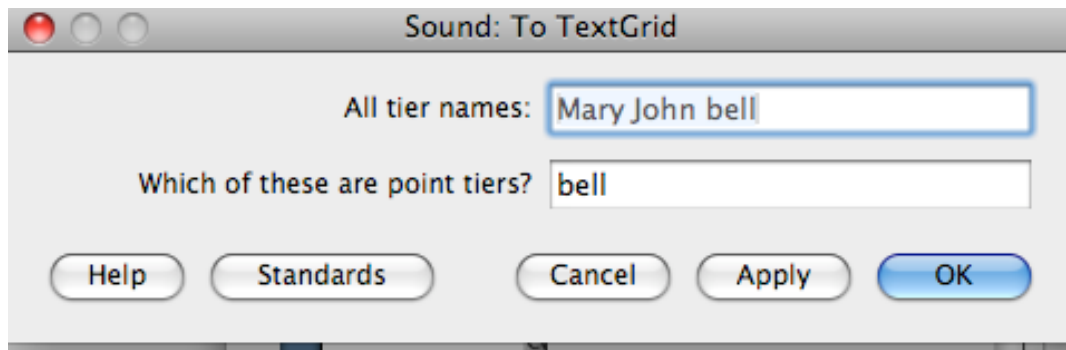 Sound: To TextGrid
All tier names: Mary John bell
Which of these are point tiers? bell
Help Standards Cancel Apply OK